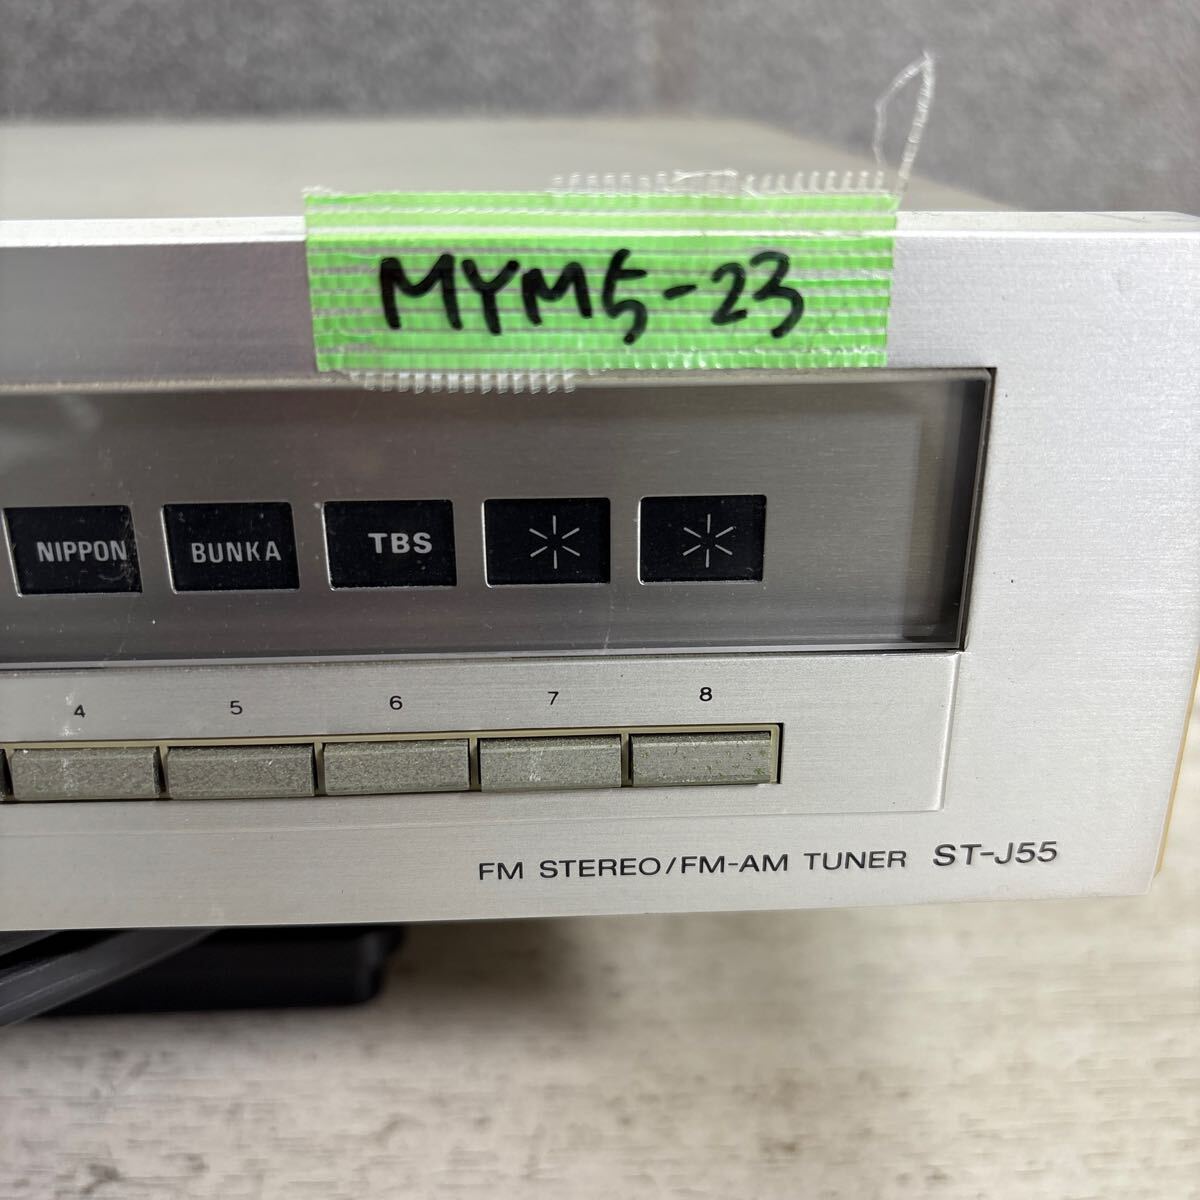 MYM5-23
NIPPON BUNKA TBS
4 5 6 7 8
FM STEREO/FM-AM TUNER ST-J55